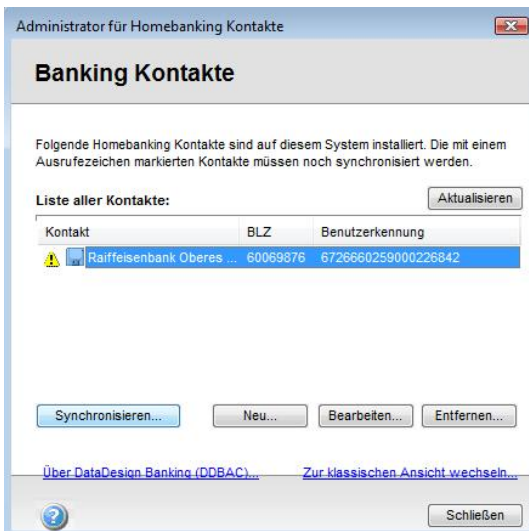 Administrator für Homebanking Kontakte
Banking Kontakte
Folgende Homebanking Kontakte sind auf diesem System installiert. Die mit einem
Ausrufezeichen markierten Kontakte müssen noch synchronisiert werden.
Liste aller Kontakte:
Aktualisieren
Kontakt BLZ Benutzerkennung
Raiffeisenbank Oberes ... 60069876 6726660259000226842
Synchronisieren... Neu... Bearbeiten... Entfernen...
Über DataDesign Banking (DDBAC)... Zur klassischen Ansicht wechseln...
Schließen